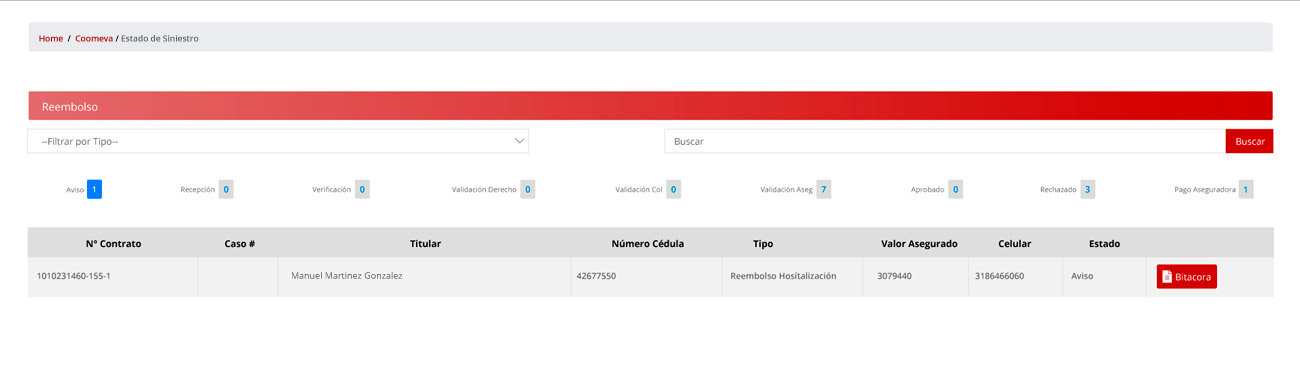 Home / Coomeva / Estado de Siniestro
Reembolso
--Filtrar por Tipo--
Buscar
Buscar
Aviso 1 Recepción 0 Verificación 0 Validación Derecho 0 Validación Col 0 Validación Aseg 7 Aprobado 0 Rechazado 3 Pago Aseguradora 1
N° Contrato Caso # Titular Número Cédula Tipo Valor Asegurado Celular Estado
1010231460-155-1 Manuel Martinez Gonzalez 42677550 Reembolso Hosítalización 3079440 3186466060 Aviso Bitacora